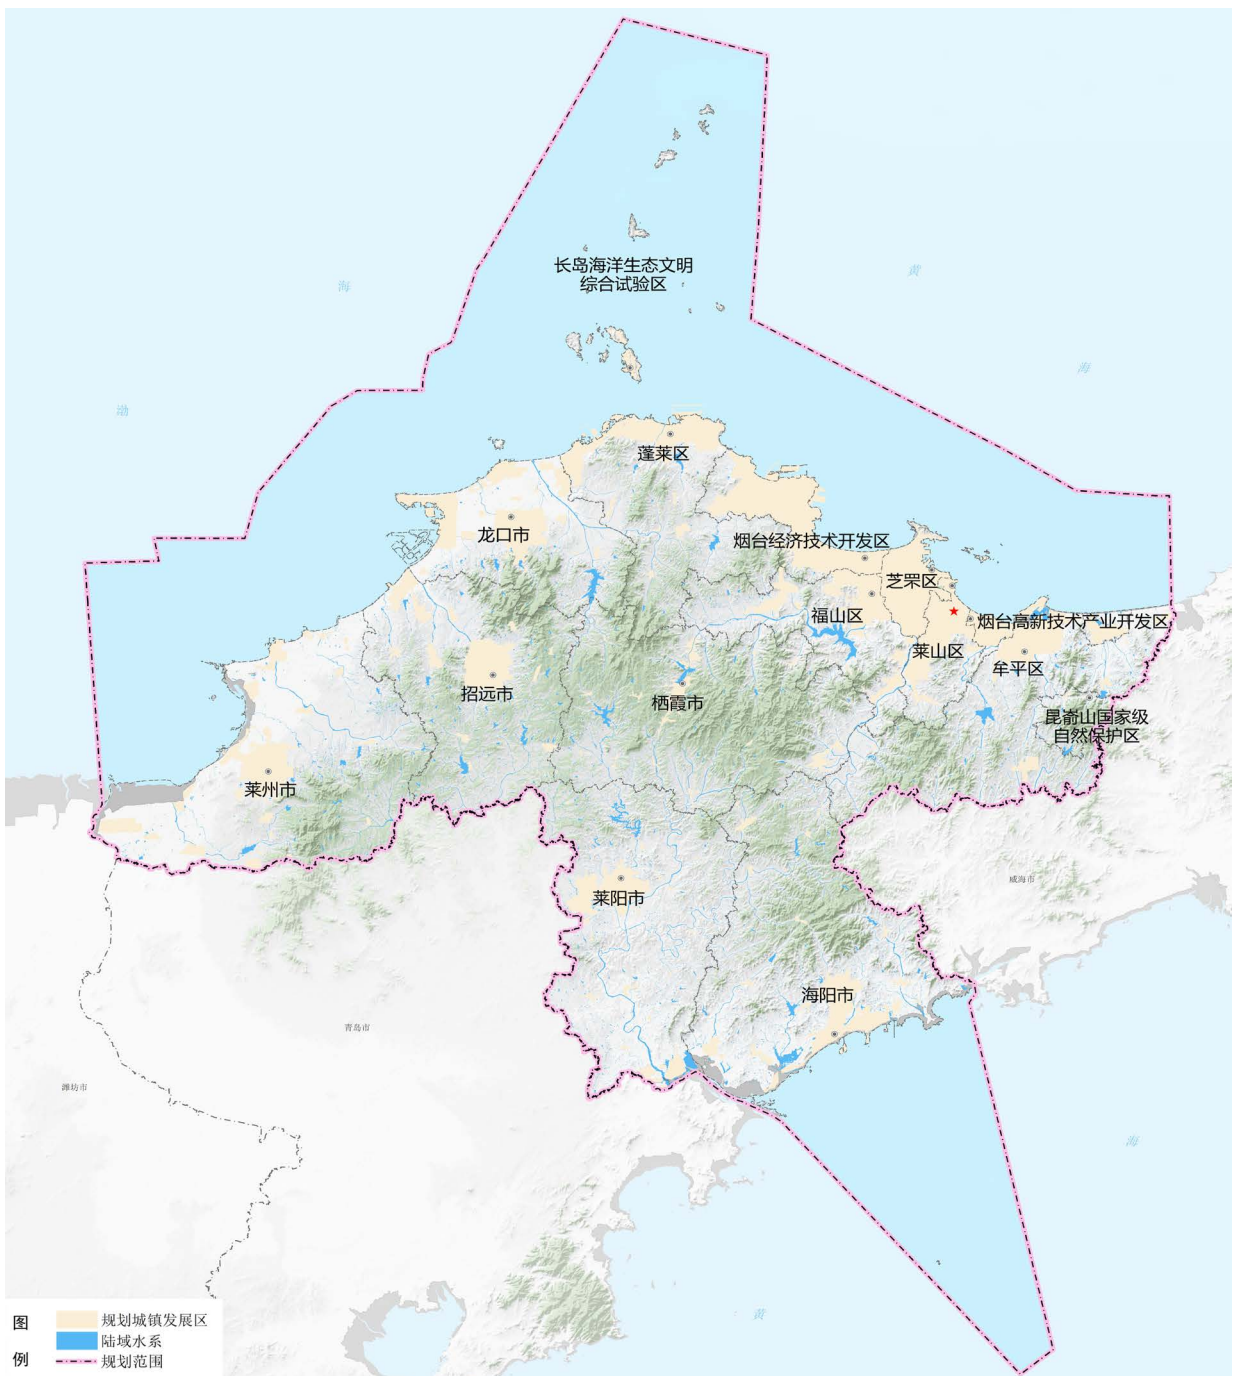 长岛海洋生态文明
综合试验区
黄
海
海
渤
蓬莱区
龙口市
烟台经济技术开发区
芝罘区
福山区
烟台高新技术产业开发区
莱山区
牟平区
招远市
栖霞市
昆嵛山国家级
自然保护区
莱州市
威海市
莱阳市
海阳市
青岛市
潍坊市
海
黄
图
例
规划城镇发展区
陆域水系
规划范围